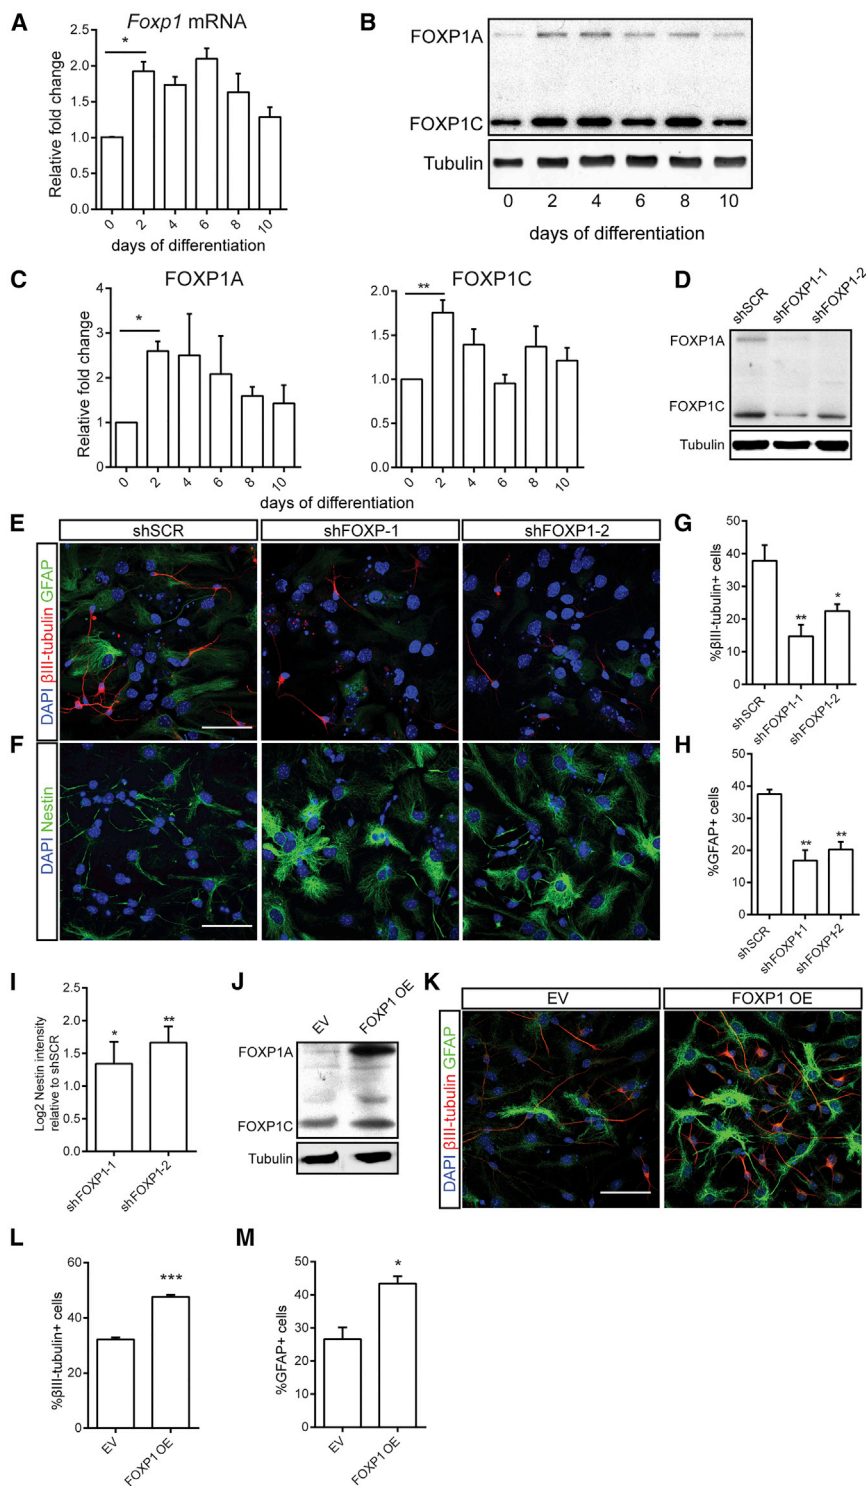 A
Foxp1 mRNA
Relative fold change
2.5
2.0
1.5
1.0
0.5
*
0 2 4 6 8 10
days of differentiation
B
FOXP1A
FOXP1C
Tubulin
0 2 4 6 8 10
days of differentiation
C
FOXP1A
Relative fold change
4
3
2
1
0
*
0 2 4 6 8 10
FOXP1C
2.0
1.5
1.0
0.5
0.0
**
0 2 4 6 8 10
days of differentiation
D
shSCR
shFOXP1-1
shFOXP1-2
FOXP1A
FOXP1C
Tubulin
E
shSCR
shFOXP-1
shFOXP1-2
DAPI βIII-tubulin GFAP
F
DAPI Nestin
G
%βIII-tubulin+ cells
50
40
30
20
10
0
**
*
shSCR
shFOXP1-1
shFOXP1-2
H
%GFAP+ cells
50
40
30
20
10
0
**
**
shSCR
shFOXP1-1
shFOXP1-2
I
Log2 Nestin intensity
relative to shSCR
2.5
2.0
1.5
1.0
0.5
0.0
*
**
shFOXP1-1
shFOXP1-2
J
EV
FOXP1 OE
FOXP1A
FOXP1C
Tubulin
K
EV
FOXP1 OE
DAPI βIII-tubulin GFAP
L
%βIII-tubulin+ cells
60
40
20
0
***
EV
FOXP1 OE
M
%GFAP+ cells
50
40
30
20
10
0
*
EV
FOXP1 OE